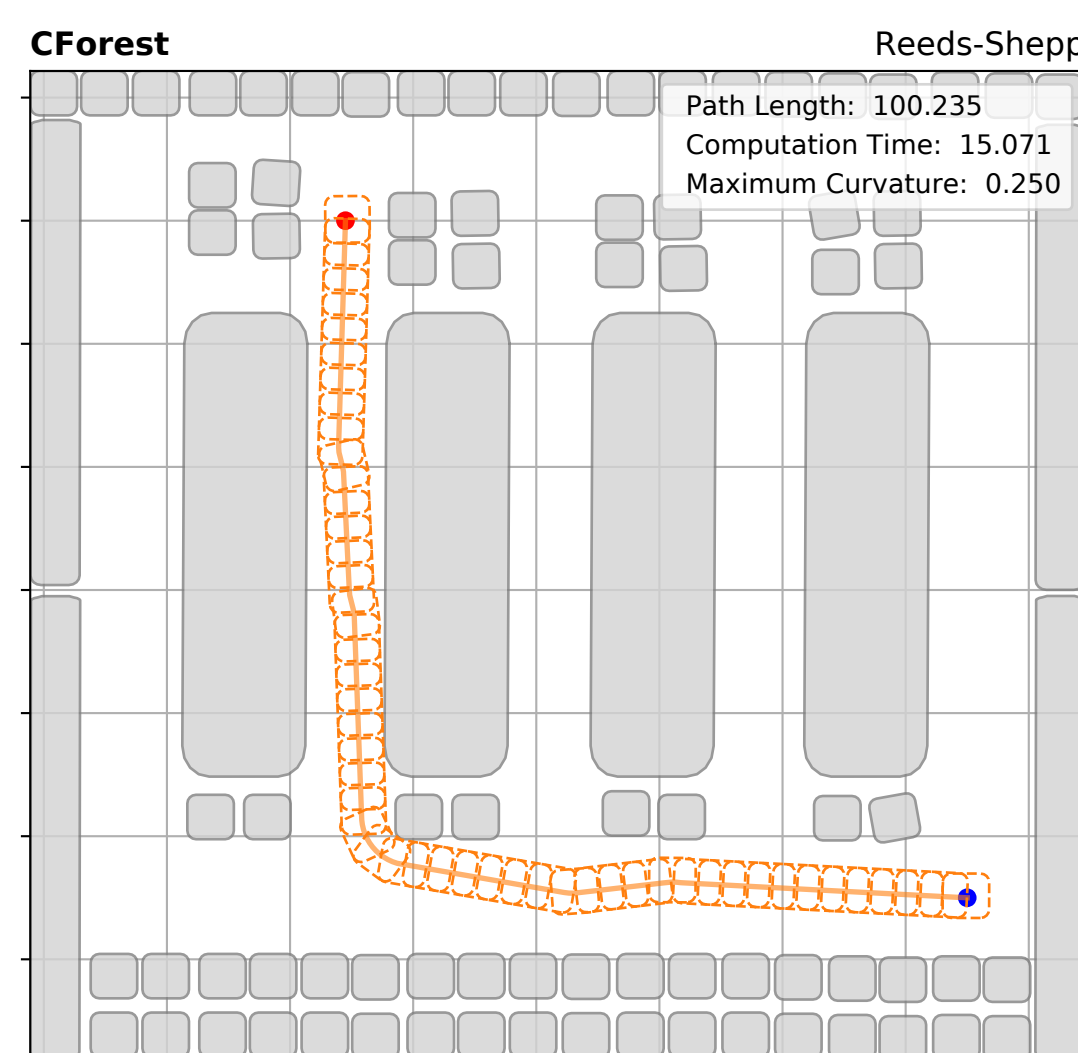 CForest
Reeds-Shepp
Path Length: 100.235
Computation Time: 15.071
Maximum Curvature: 0.250